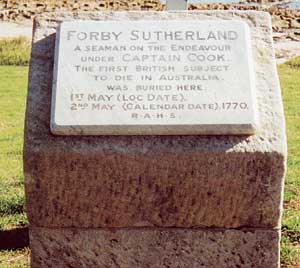 FORBY SUTHERLAND
A SEAMAN ON THE ENDEAVOUR
UNDER CAPTAIN COOK.
THE FIRST BRITISH SUBJECT
TO DIE IN AUSTRALIA.
WAS BURIED HERE.
1ST MAY (LOG DATE).
2ND MAY (CALENDAR DATE). 1770.
R·A·H·S.